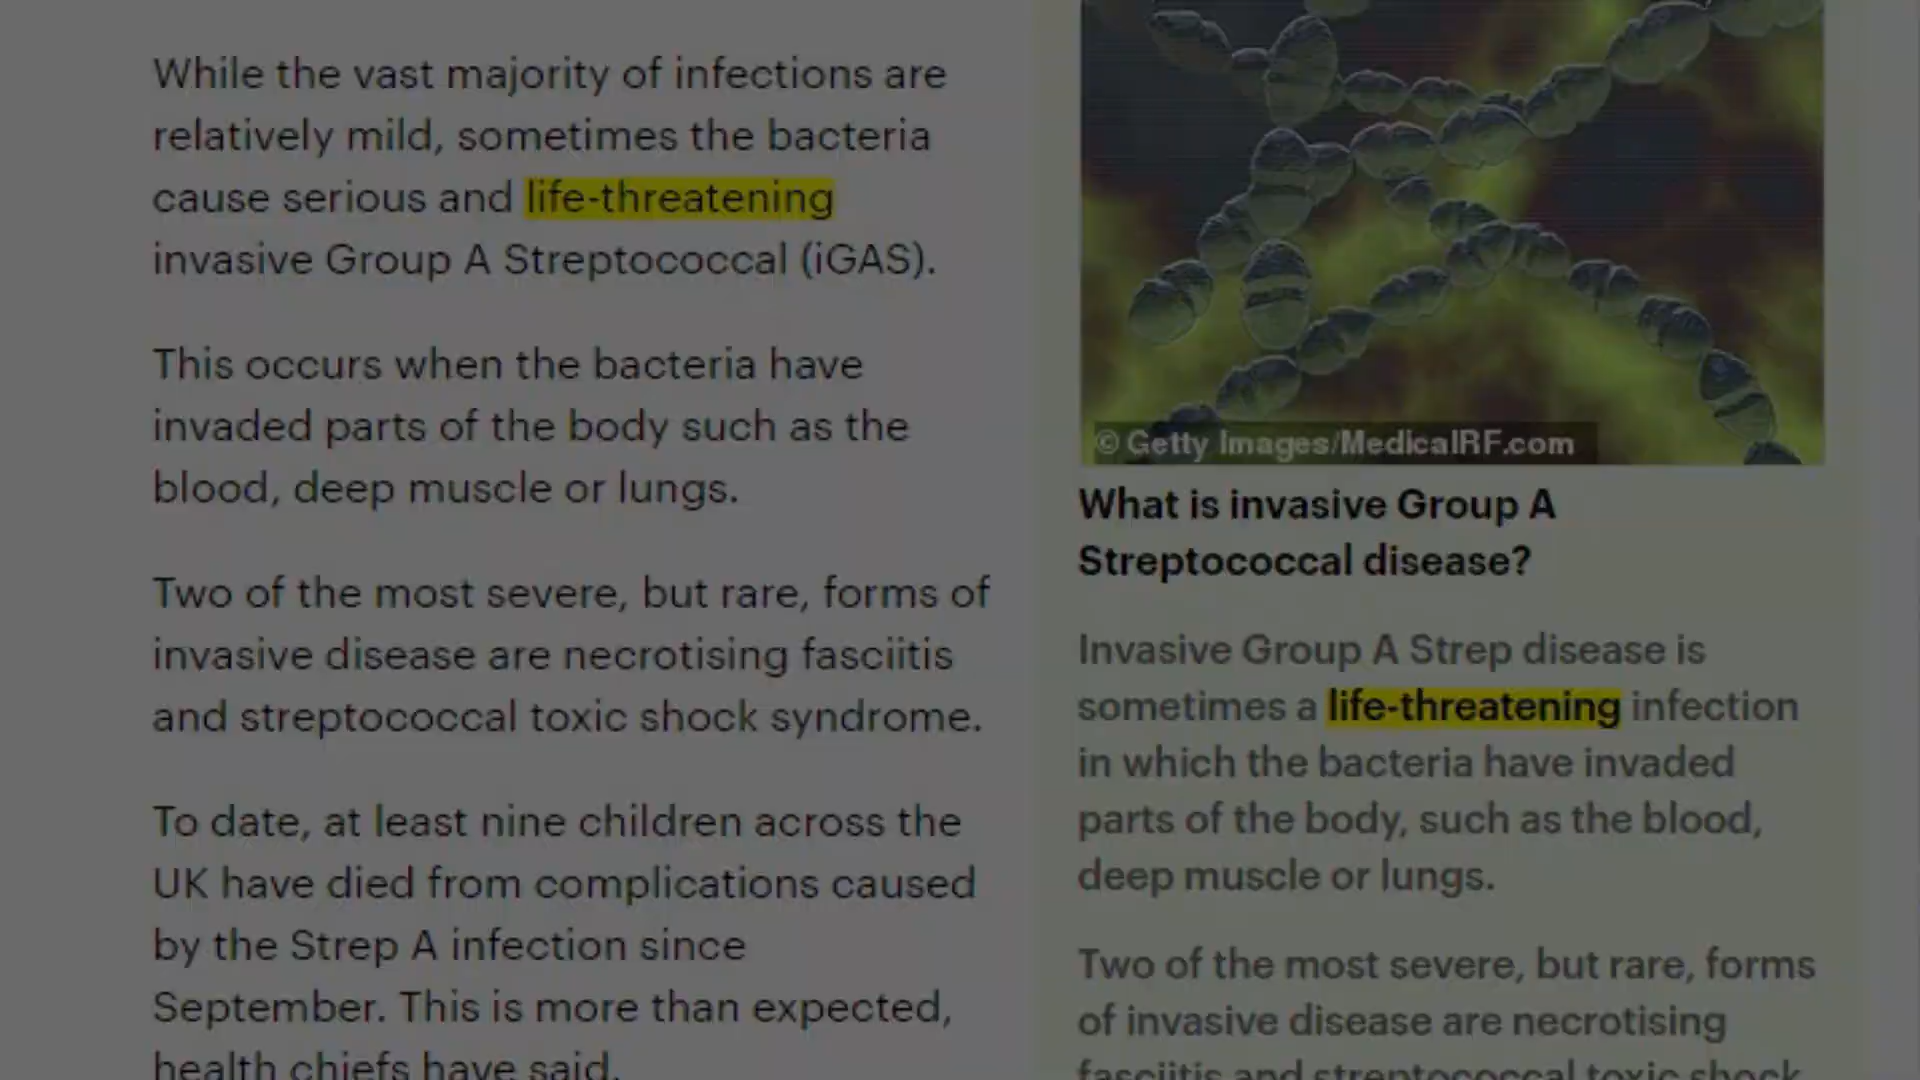 While the vast majority of infections are
relatively mild, sometimes the bacteria
cause serious and life-threatening
invasive Group A Streptococcal (iGAS).
This occurs when the bacteria have
invaded parts of the body such as the
blood, deep muscle or lungs.
Two of the most severe, but rare, forms of
invasive disease are necrotising fasciitis
and streptococcal toxic shock syndrome.
To date, at least nine children across the
UK have died from complications caused
by the Strep A infection since
September. This is more than expected,
health chiefs have said.
© Getty Images/MedicalRF.com
What is invasive Group A
Streptococcal disease?
Invasive Group A Strep disease is
sometimes a life-threatening infection
in which the bacteria have invaded
parts of the body, such as the blood,
deep muscle or lungs.
Two of the most severe, but rare, forms
of invasive disease are necrotising
fasciitis and streptococcal toxic shock